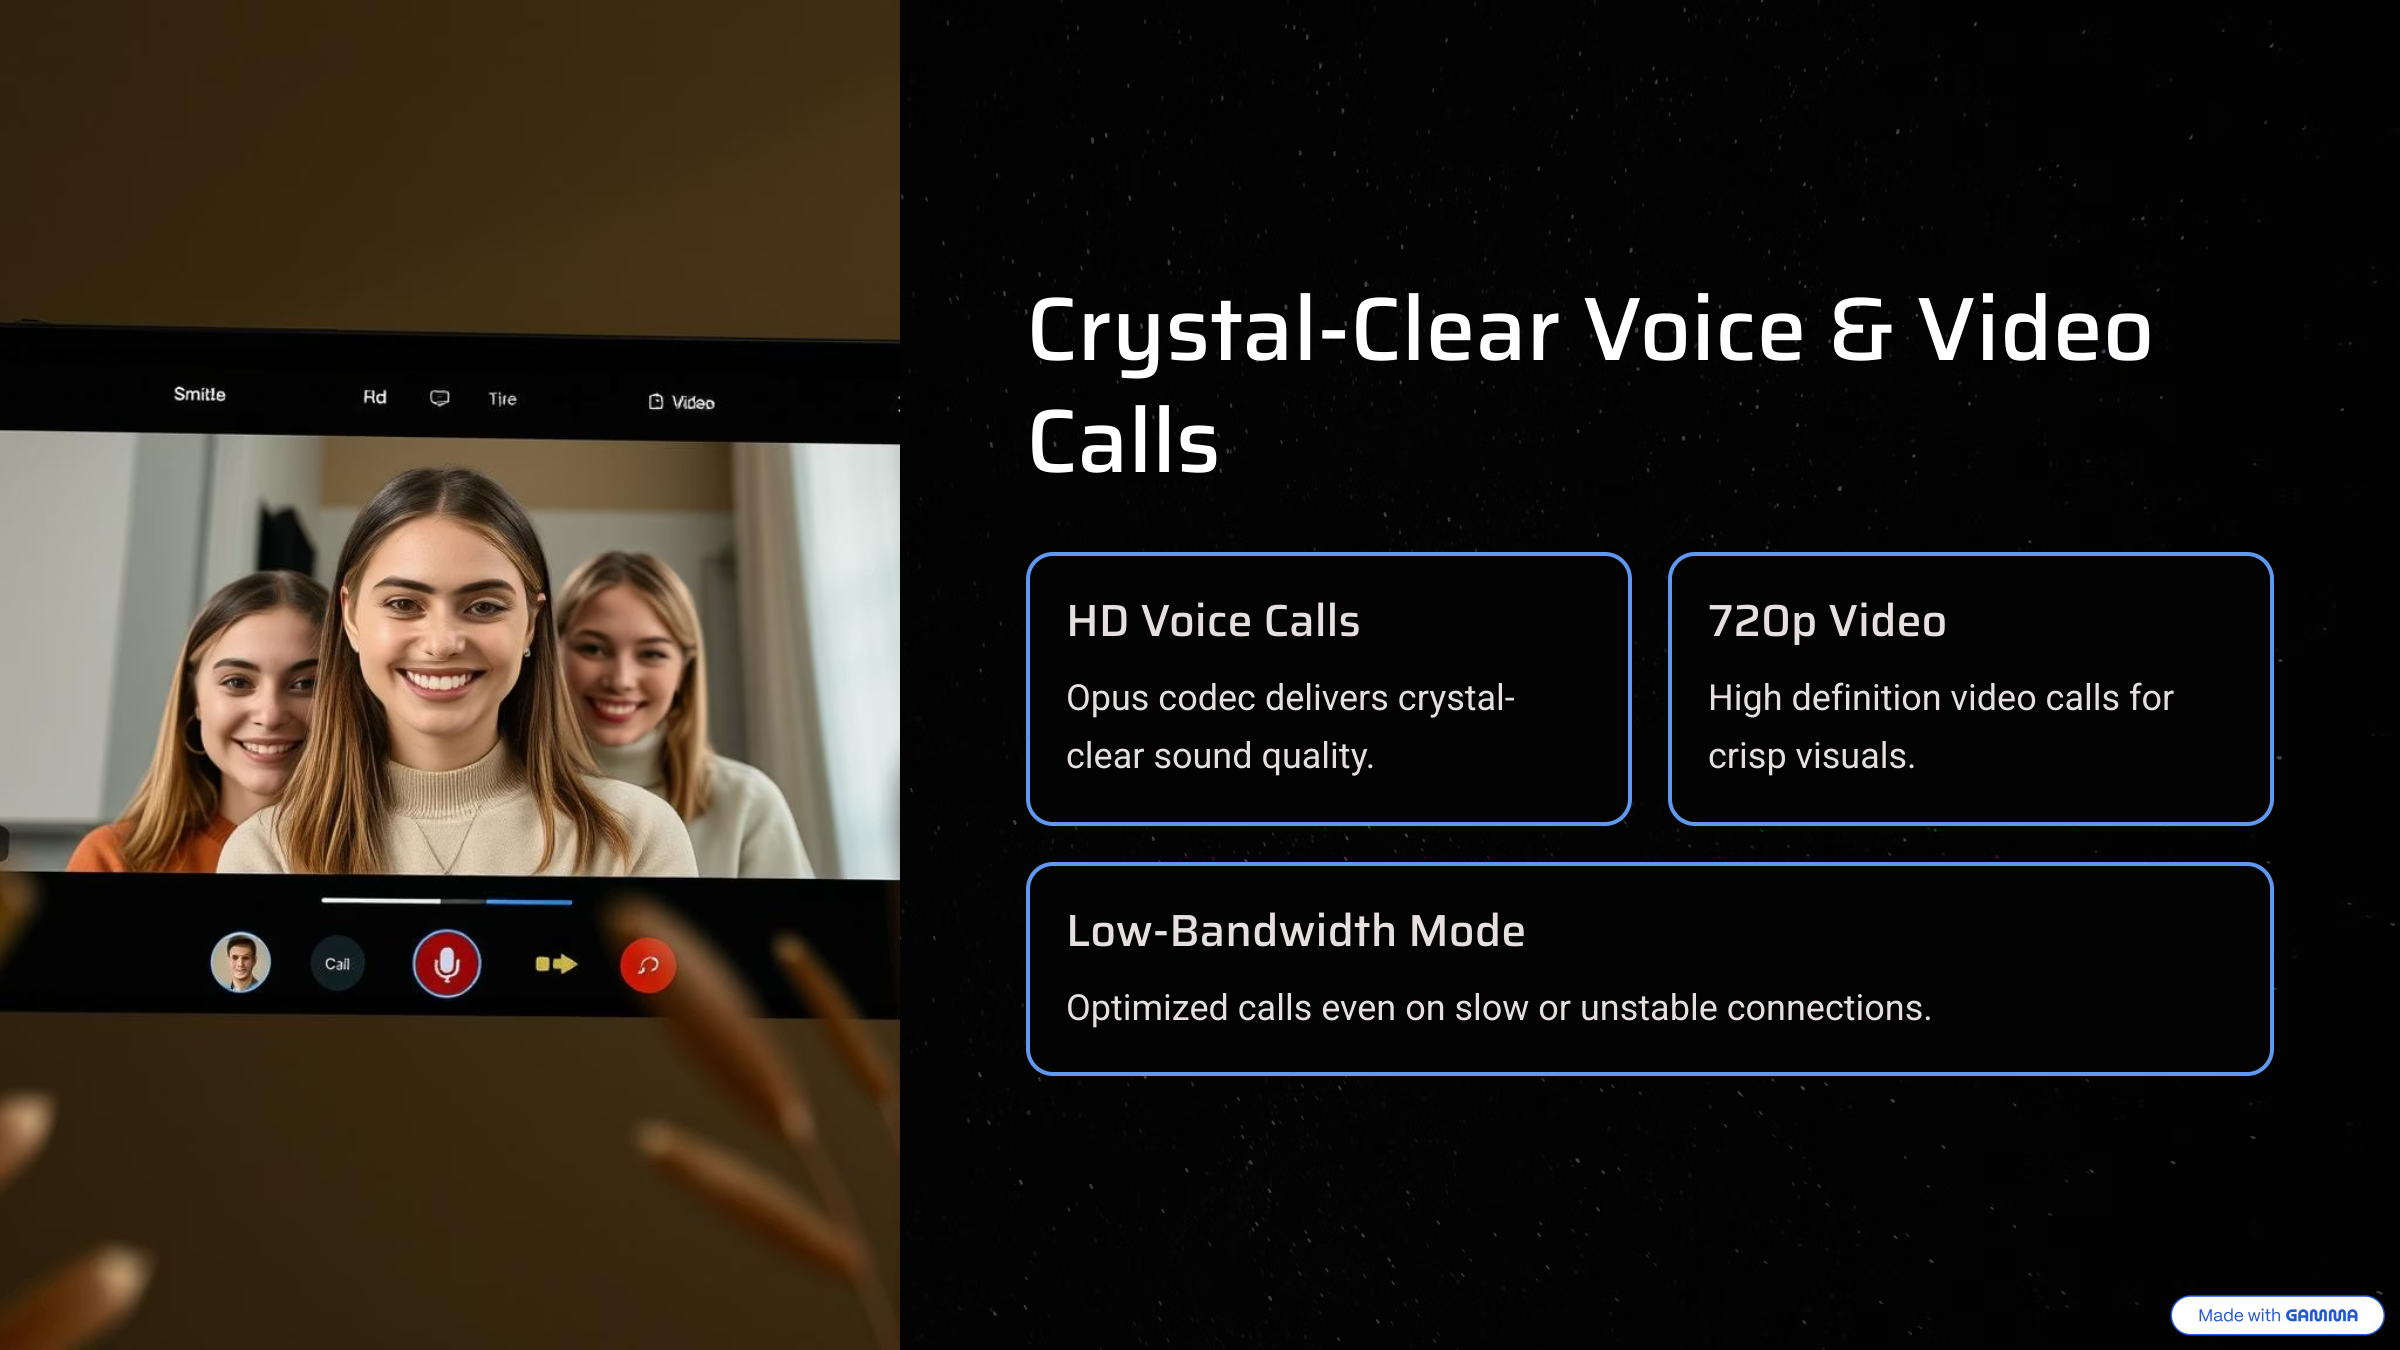 Smitle
Rd
Tire
Video
Call
Crystal-Clear Voice & Video
Calls
HD Voice Calls
Opus codec delivers crystal-
clear sound quality.
720p Video
High definition video calls for
crisp visuals.
Low-Bandwidth Mode
Optimized calls even on slow or unstable connections.
Made with GAMMA